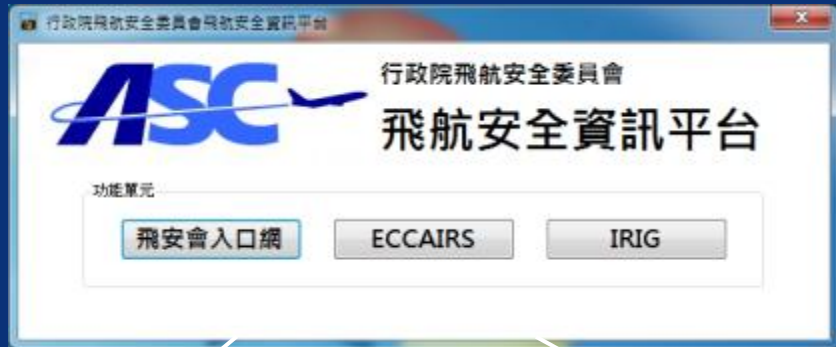 行政院飛航安全委員會飛航安全資訊平台
ASC
行政院飛航安全委員會
飛航安全資訊平台
功能單元
飛安會入口網
ECCAIRS
IRIG